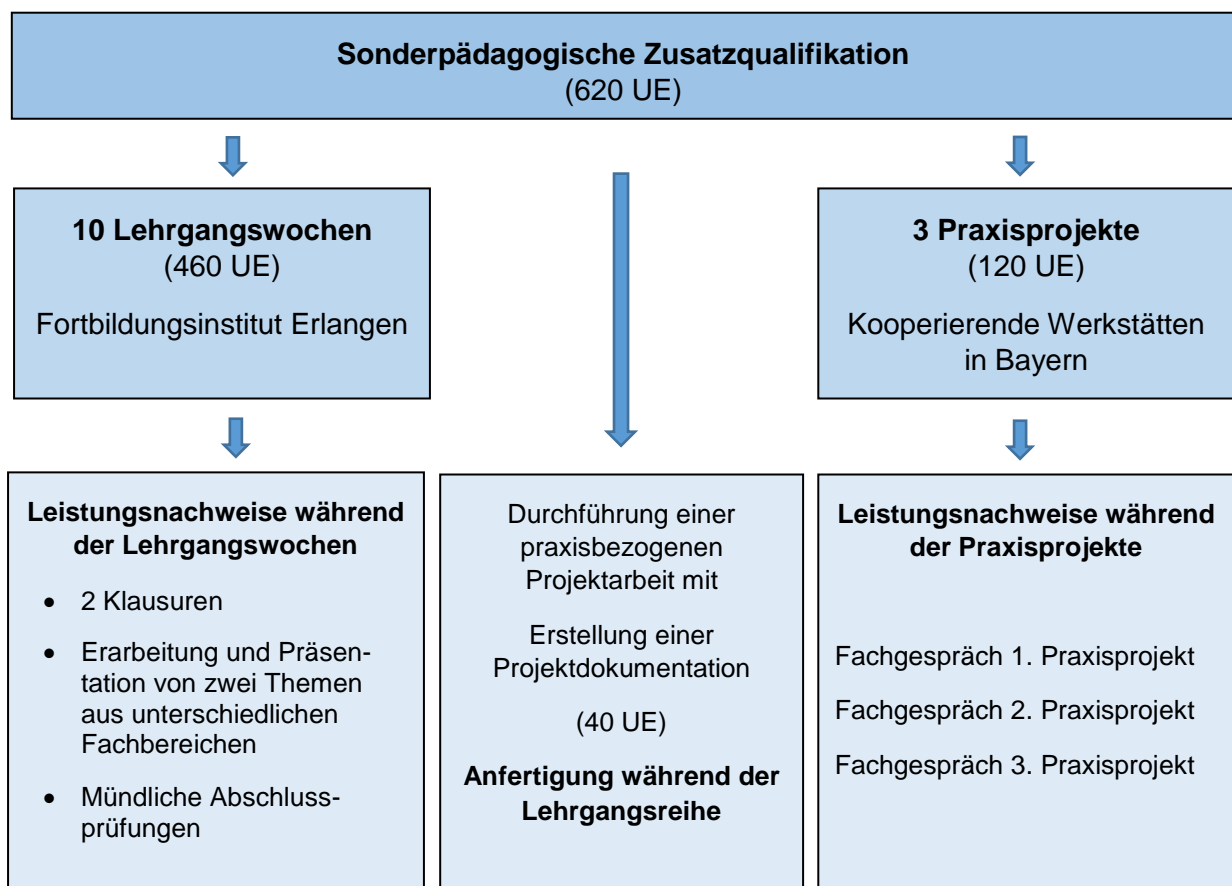 Sonderpädagogische Zusatzqualifikation
(620 UE)
10 Lehrgangswochen
(460 UE)
Fortbildungsinstitut Erlangen
3 Praxisprojekte
(120 UE)
Kooperierende Werkstätten
in Bayern
Leistungsnachweise während
der Lehrgangswochen
• 2 Klausuren
• Erarbeitung und Präsen-
tation von zwei Themen
aus unterschiedlichen
Fachbereichen
• Mündliche Abschluss-
prüfungen
Durchführung einer
praxisbezogenen
Projektarbeit mit
Erstellung einer
Projektdokumentation
(40 UE)
Anfertigung während der
Lehrgangsreihe
Leistungsnachweise während
der Praxisprojekte
Fachgespräch 1. Praxisprojekt
Fachgespräch 2. Praxisprojekt
Fachgespräch 3. Praxisprojekt